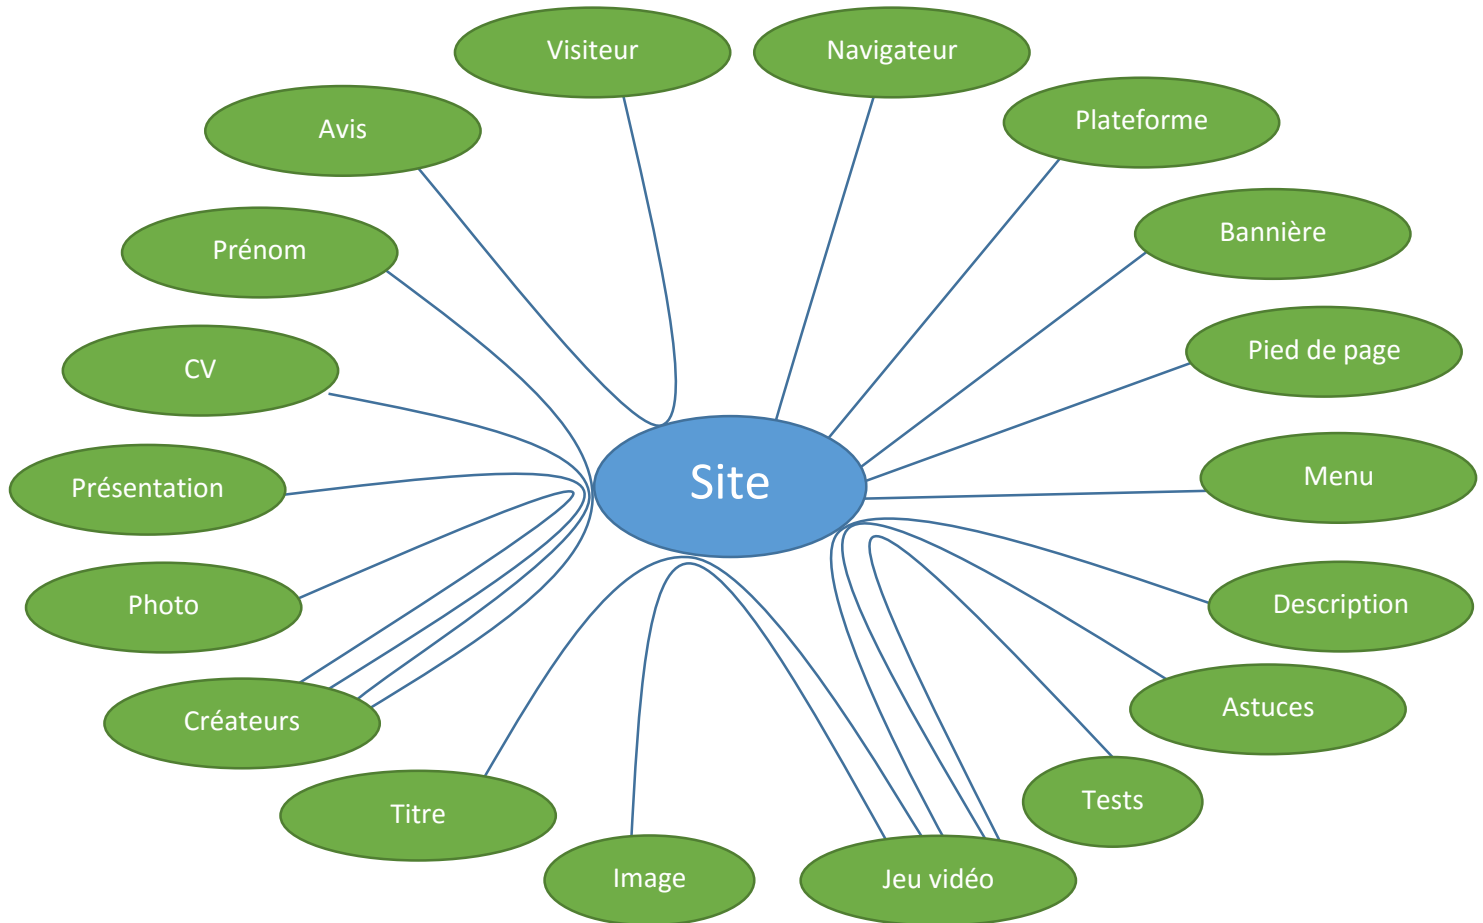 Visiteur
Navigateur
Avis
Plateforme
Prénom
Bannière
CV
Pied de page
Site
Présentation
Menu
Photo
Description
Créateurs
Astuces
Titre
Tests
Image
Jeu vidéo